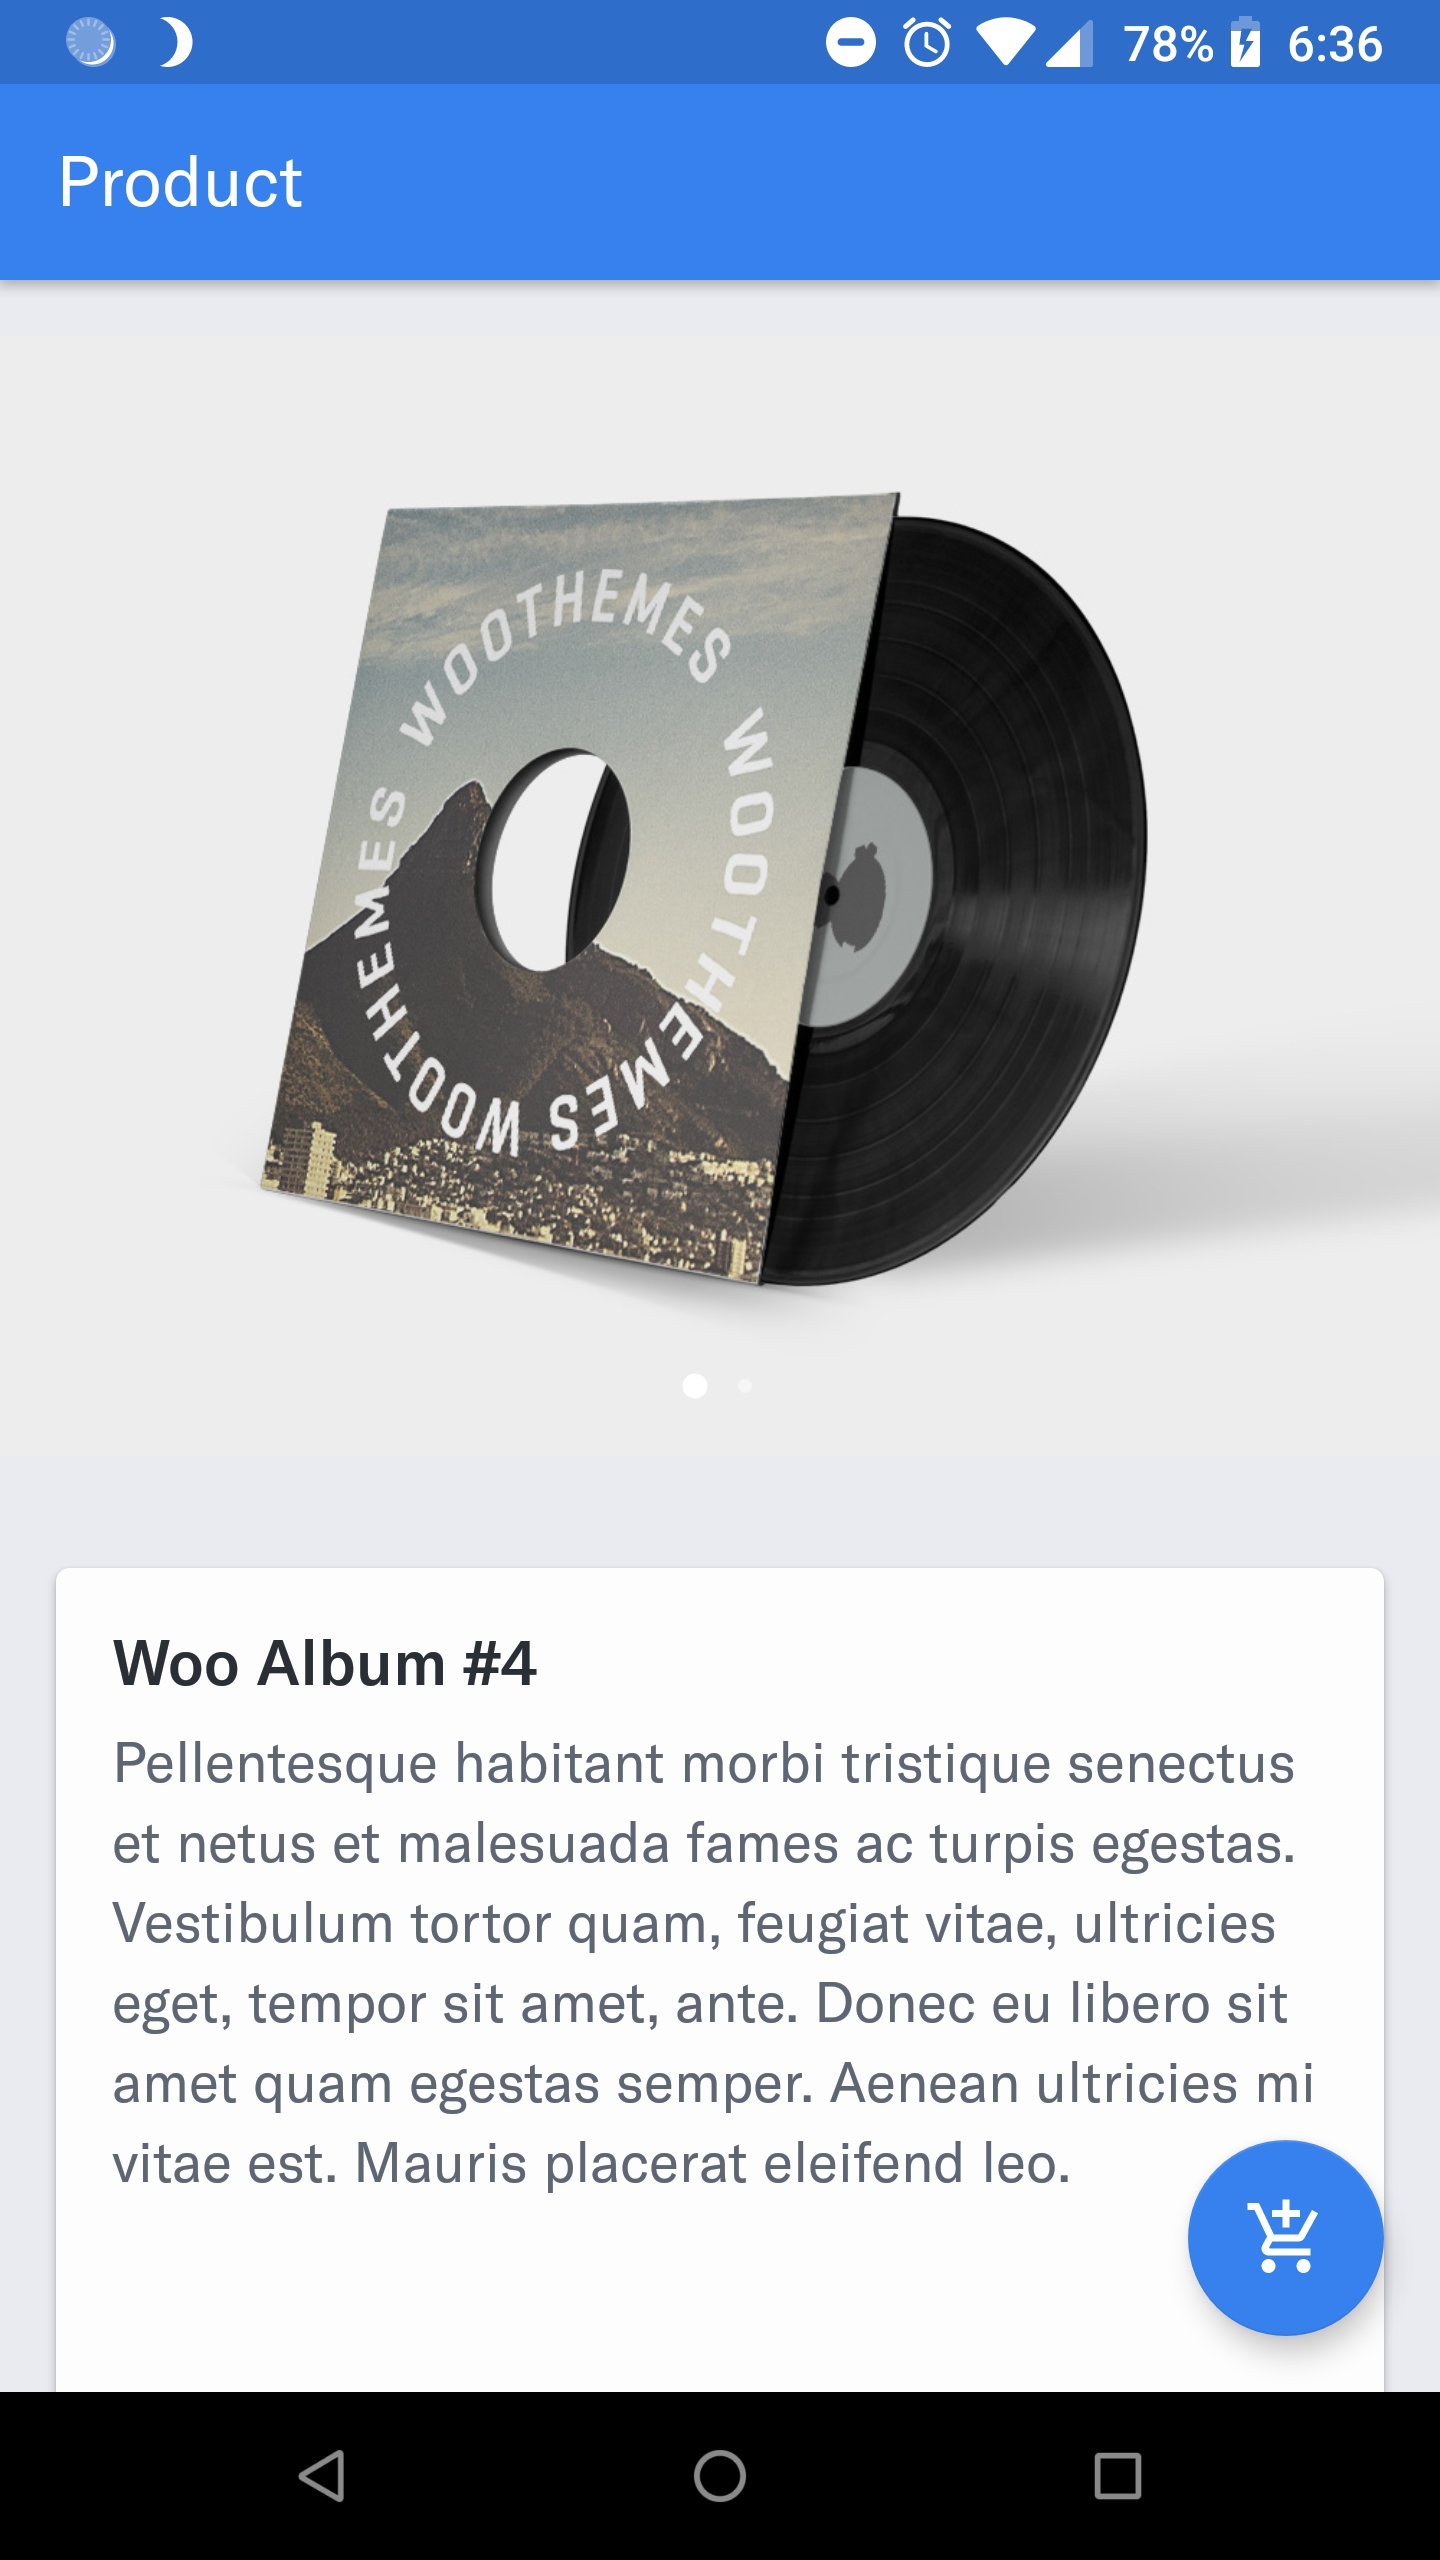 78% 6:36
Product
WOOTHEMES WOOTHEMES WOOTHEMES WOOTHEMES
Woo Album #4
Pellentesque habitant morbi tristique senectus
et netus et malesuada fames ac turpis egestas.
Vestibulum tortor quam, feugiat vitae, ultricies
eget, tempor sit amet, ante. Donec eu libero sit
amet quam egestas semper. Aenean ultricies mi
vitae est. Mauris placerat eleifend leo.